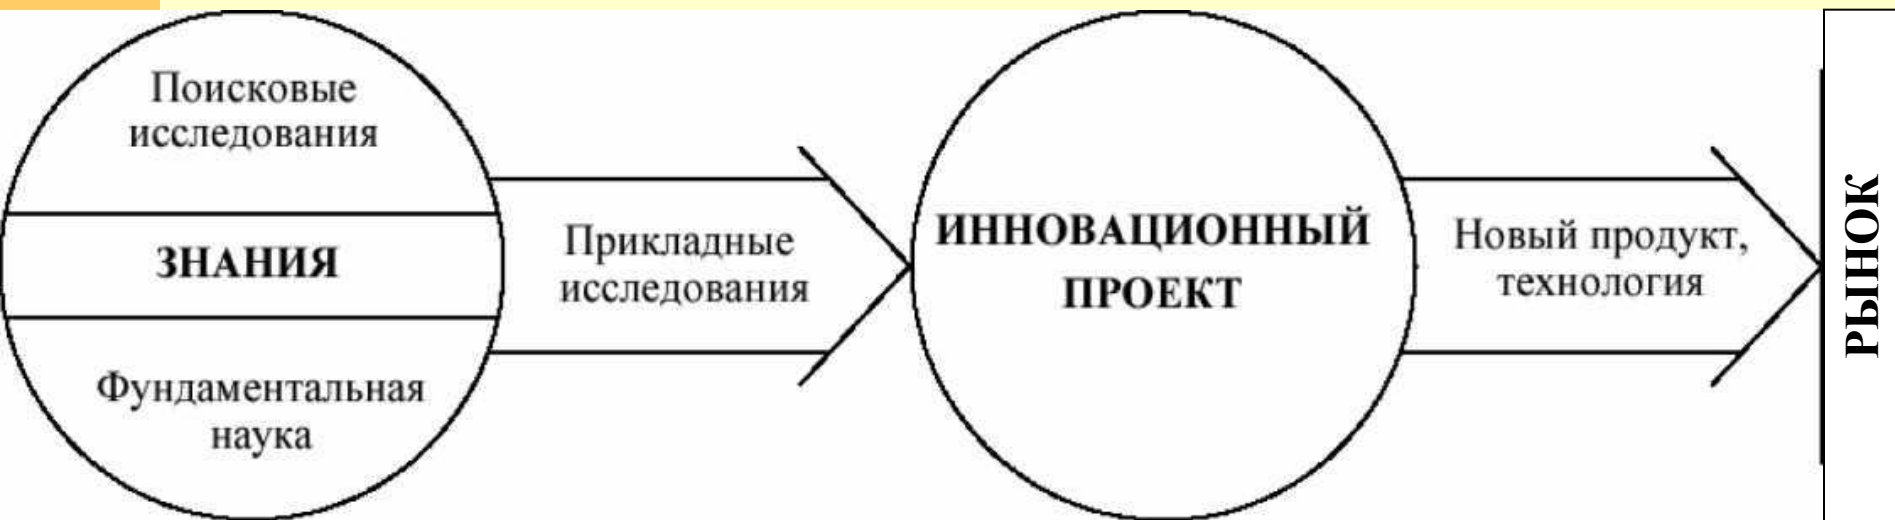 Поисковые
исследования
ЗНАНИЯ
Фундаментальная
наука
Прикладные
исследования
ИННОВАЦИОННЫЙ
ПРОЕКТ
Новый продукт,
технология
РЫНОК